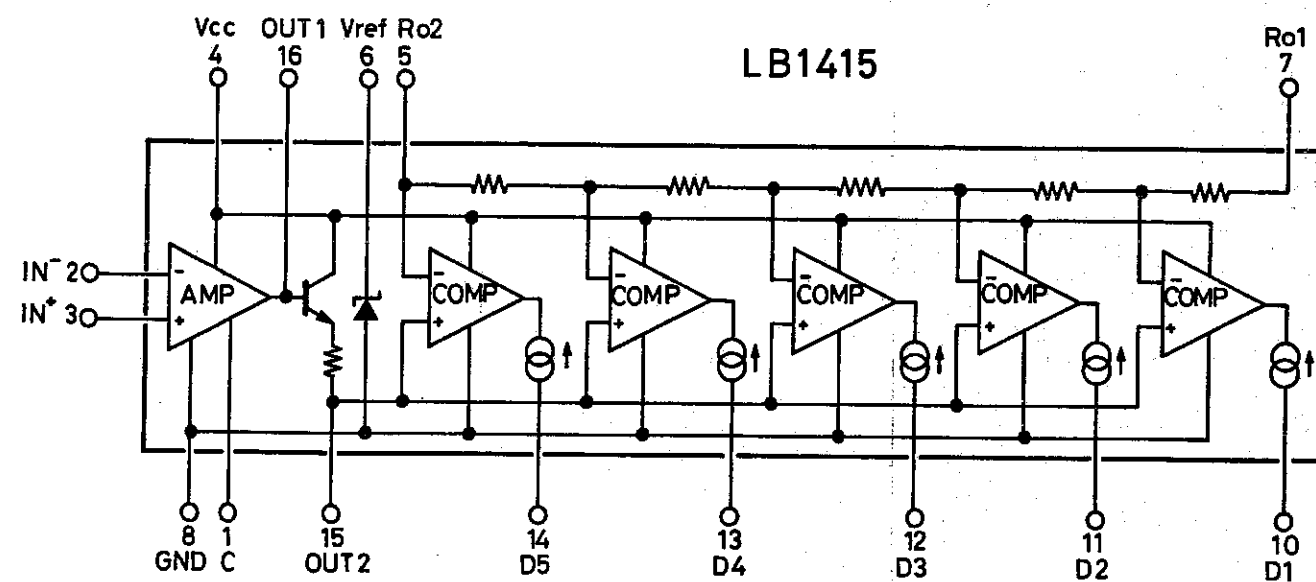 Vcc OUT1 Vref Ro2
4 16 6 5
LB1415
Ro1
7
IN⁻ 2
IN⁺ 3
- AMP +
- COMP +
- COMP +
- COMP +
- COMP +
- COMP +
8 1 15 14 13 12 11 10
GND C OUT2 D5 D4 D3 D2 D1